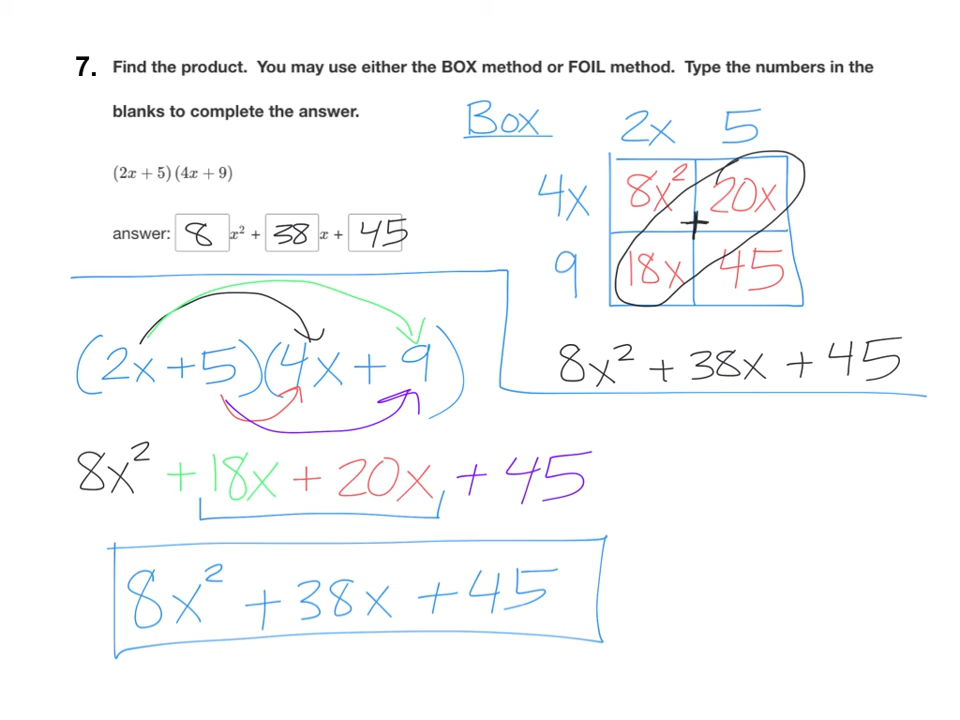 7. Find the product. You may use either the BOX method or FOIL method. Type the numbers in the
blanks to complete the answer.
(2x + 5) (4x + 9)
answer: 8 x² + 38 x + 45
Box
2x 5
4x 8x² 20x
+
9 18x 45
8x² + 38x + 45
(2x + 5)(4x + 9)
8x² + 18x + 20x + 45
8x² + 38x + 45